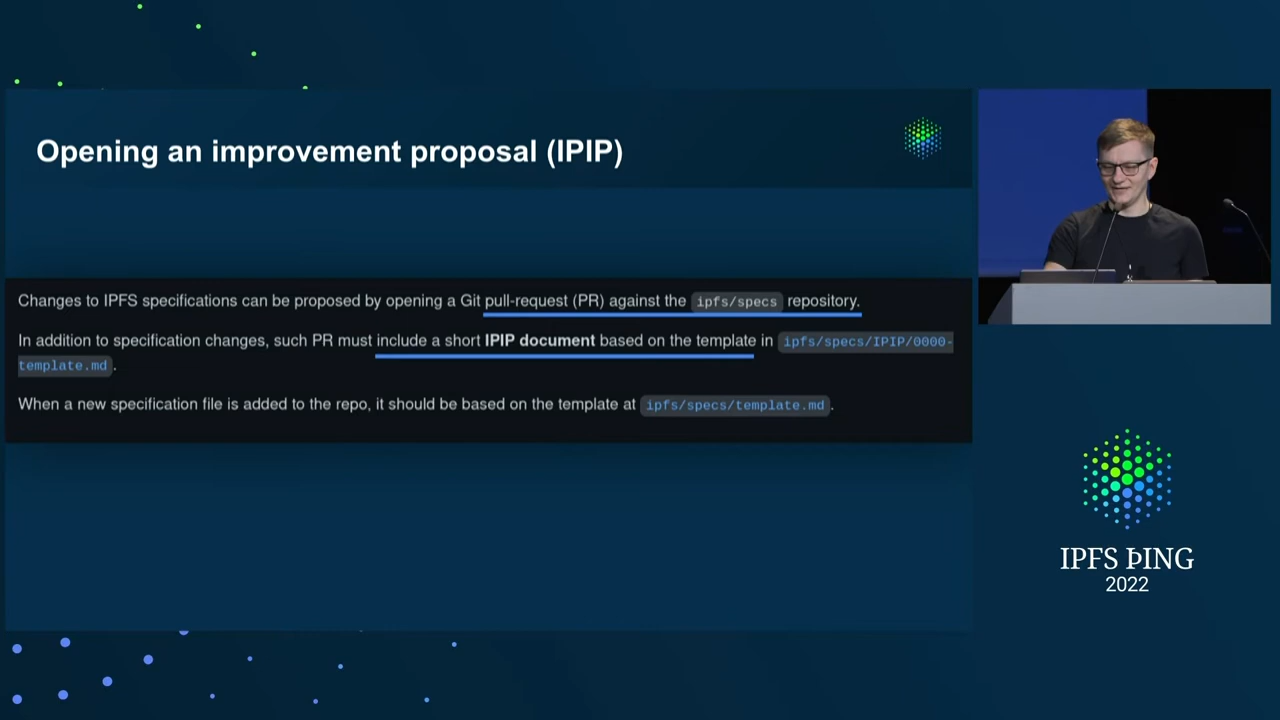 Opening an improvement proposal (IPIP)
Changes to IPFS specifications can be proposed by opening a Git pull-request (PR) against the ipfs/specs repository.
In addition to specification changes, such PR must include a short IPIP document based on the template in ipfs/specs/IPIP/0000-
template.md.
When a new specification file is added to the repo, it should be based on the template at ipfs/specs/template.md.
IPFS ÞING
2022